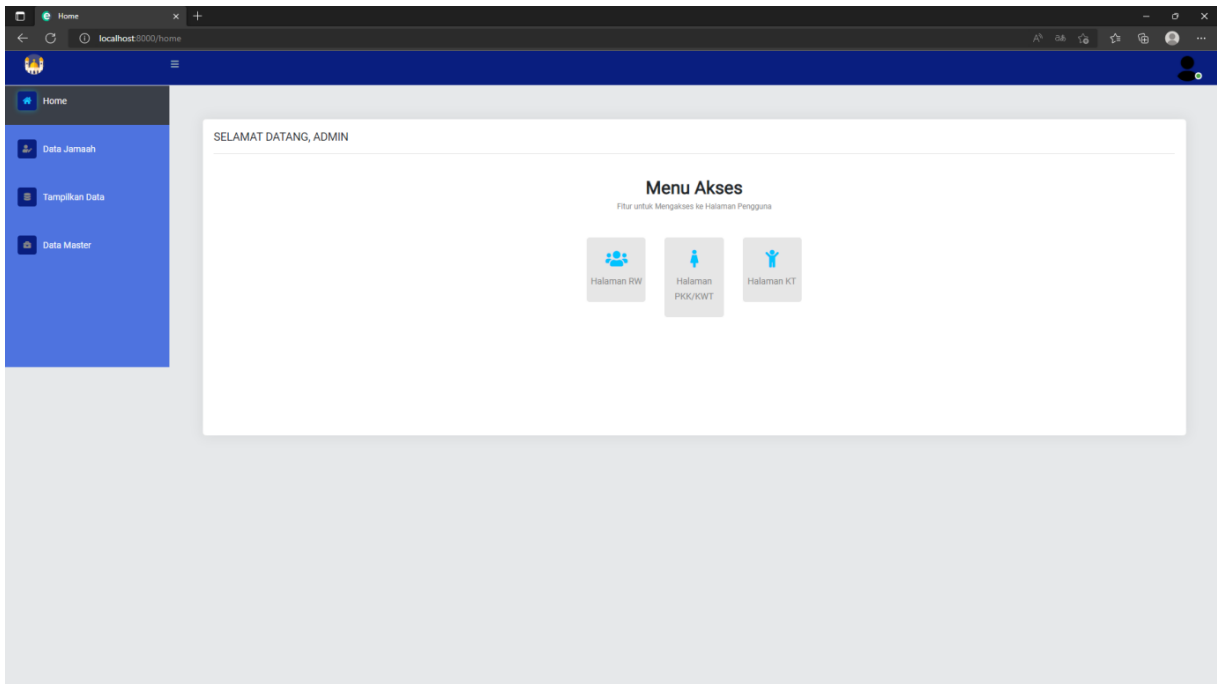 Home
localhost:8000/home
Home
Data Jamaah
Tampilkan Data
Data Master
SELAMAT DATANG, ADMIN
Menu Akses
Fitur untuk Mengakses ke Halaman Pengguna
Halaman RW
Halaman
PKK/KWT
Halaman KT